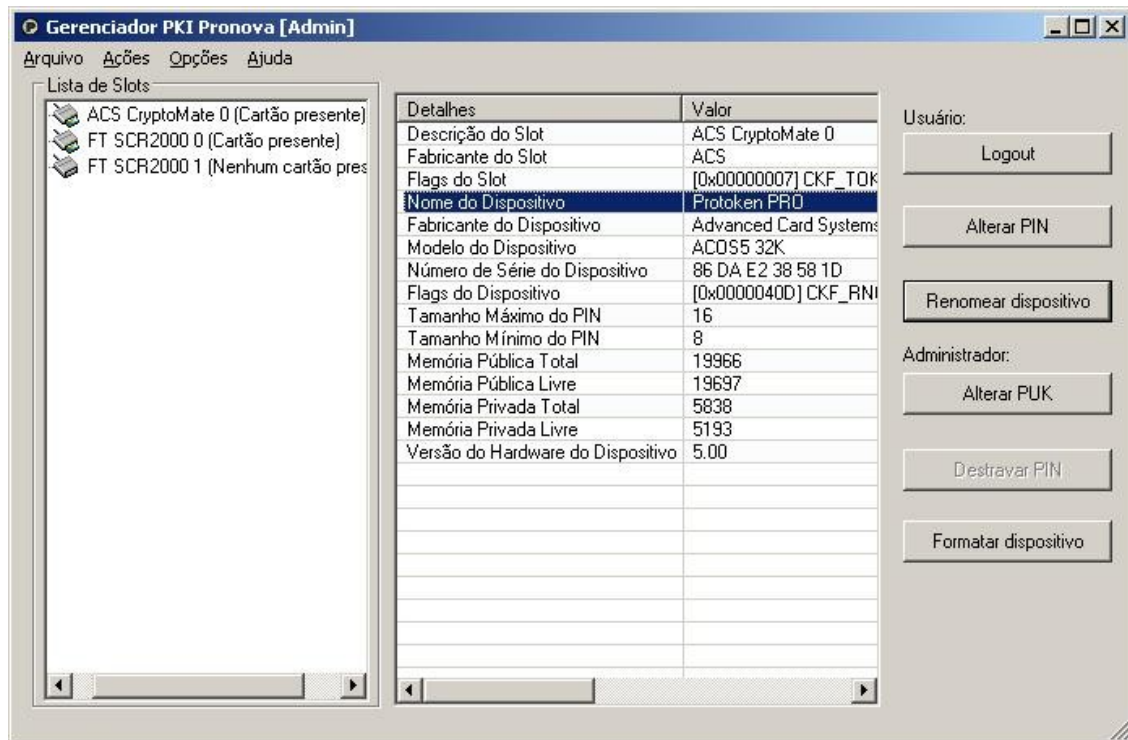 Gerenciador PKI Pronova [Admin]
Arquivo Ações Opções Ajuda
Lista de Slots
ACS CryptoMate 0 (Cartão presente)
FT SCR2000 0 (Cartão presente)
FT SCR2000 1 (Nenhum cartão pres
Detalhes Valor
Descrição do Slot ACS CryptoMate 0
Fabricante do Slot ACS
Flags do Slot [0x00000007] CKF_TOK
Nome do Dispositivo Protoken PRO
Fabricante do Dispositivo Advanced Card Systems
Modelo do Dispositivo ACOS5 32K
Número de Série do Dispositivo 86 DA E2 38 58 1D
Flags do Dispositivo [0x0000040D] CKF_RN
Tamanho Máximo do PIN 16
Tamanho Mínimo do PIN 8
Memória Pública Total 19966
Memória Pública Livre 19697
Memória Privada Total 5838
Memória Privada Livre 5193
Versão do Hardware do Dispositivo 5.00
Usuário:
Logout
Alterar PIN
Renomear dispositivo
Administrador:
Alterar PUK
Destravar PIN
Formatar dispositivo